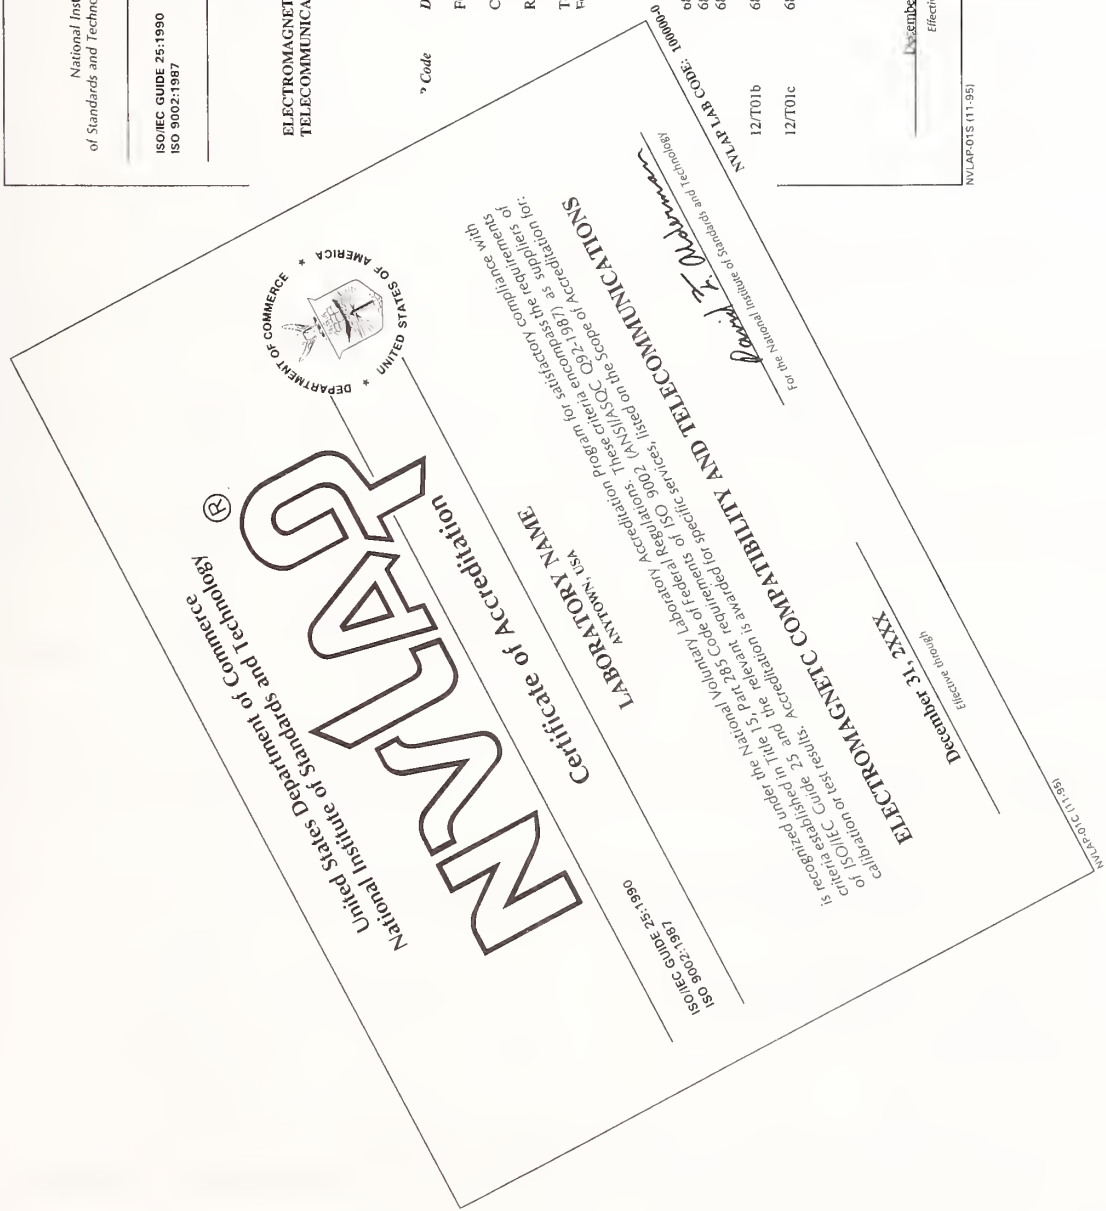 United States Department of Commerce
National Institute of Standards and Technology
NVLAP®
DEPARTMENT OF COMMERCE
★ UNITED STATES OF AMERICA ★
ISO/IEC GUIDE 25:1990
ISO 9002:1987
Certificate of Accreditation
LABORATORY NAME
ANYTOWN, USA
is recognized under the National Voluntary Laboratory Accreditation Program for satisfactory compliance with
criteria established in Title 15, Part 285 Code of Federal Regulations. These criteria encompass the requirements
of ISO/IEC Guide 25 and the relevant requirements of ISO 9002 (ANSI/ASQC Q92-1987) as suppliers of
calibration or test results. Accreditation is awarded for specific services, listed on the Scope of Accreditation for:
ELECTROMAGNETC COMPATIBILITY AND TELECOMMUNICATIONS
December 31, 2XXX
Effective through
David F. Alderman
For the National Institute of Standards and Technology
NVLAP LAB CODE: 100000-0
NVLAP-01C (11-95)
National Inst
of Standards and Techno
ISO/IEC GUIDE 25:1990
ISO 9002:1987
ELECTROMAGNET
TELECOMMUNICA
Code
12/T01b
12/T01c
Effecti
NVLAP-01S (11-95)